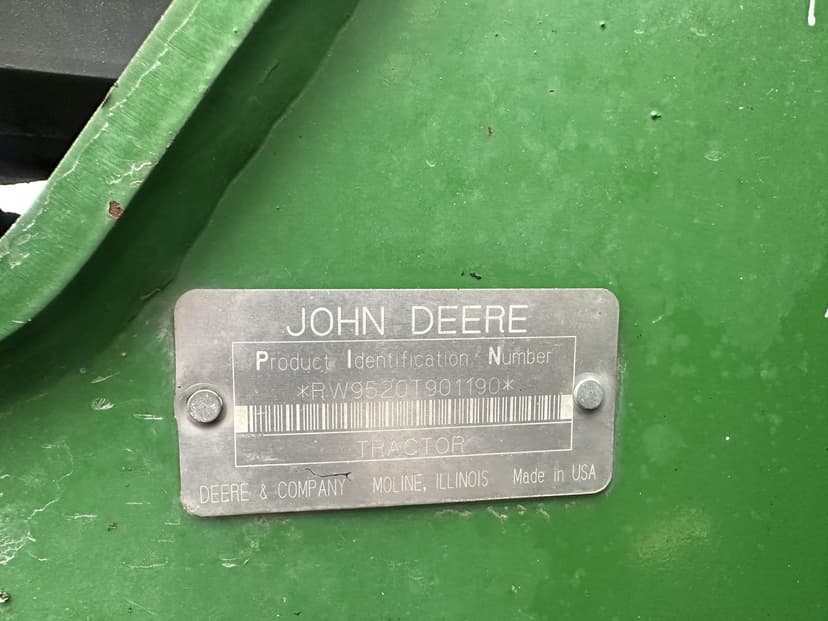 JOHN DEERE
Product Identification Number
*RW9520T901190*
TRACTOR
DEERE & COMPANY MOLINE, ILLINOIS Made in USA